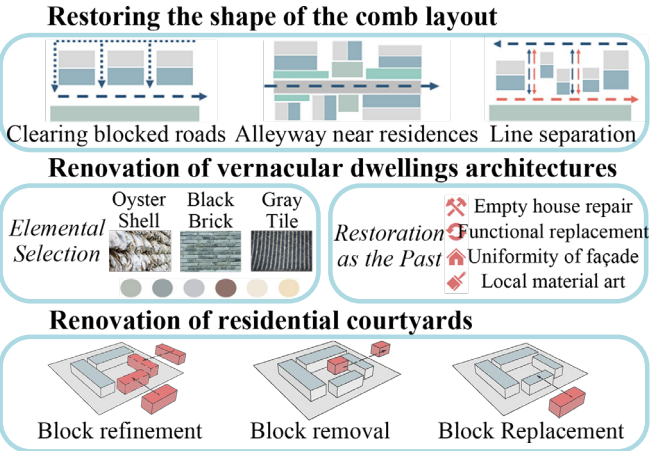 Restoring the shape of the comb layout
Clearing blocked roads
Alleyway near residences
Line separation
Renovation of vernacular dwellings architectures
Elemental
Selection
Oyster
Shell
Black
Brick
Gray
Tile
Restoration
as the Past
Empty house repair
Functional replacement
Uniformity of façade
Local material art
Renovation of residential courtyards
Block refinement
Block removal
Block Replacement